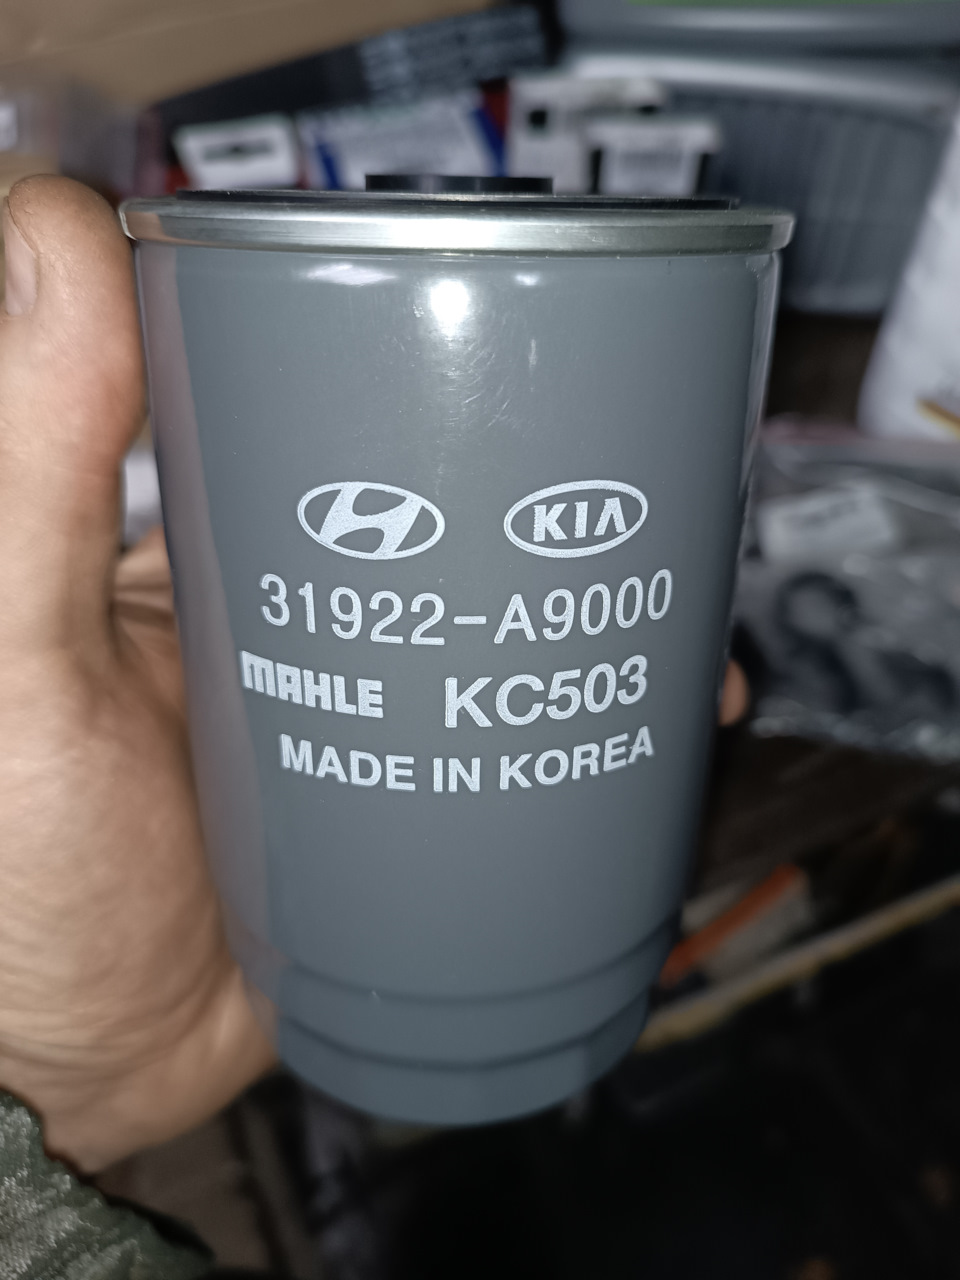 KIA
31922-A9000
MAHLE KC503
MADE IN KOREA